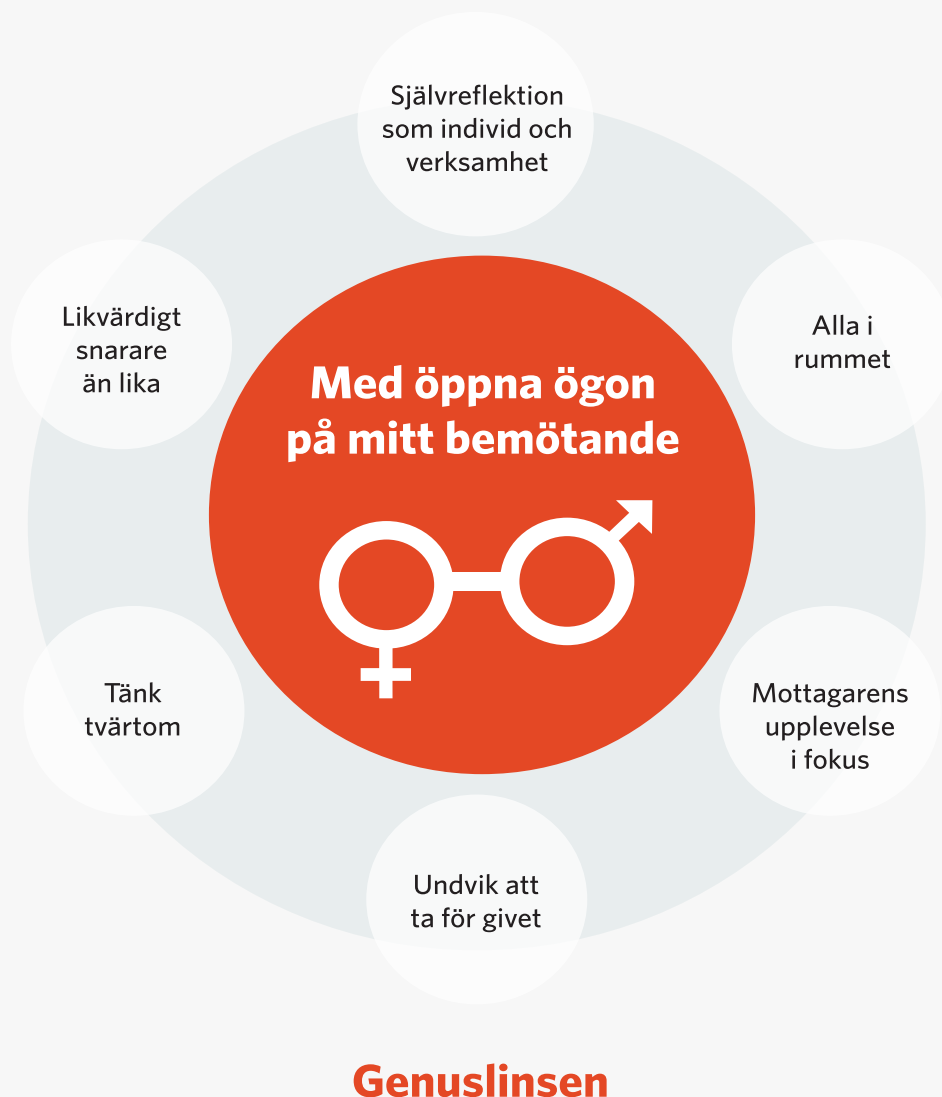 Självreflektion
som individ och
verksamhet
Alla i
rummet
Mottagarens
upplevelse
i fokus
Undvik att
ta för givet
Tänk
tvärtom
Likvärdigt
snarare
än lika
Med öppna ögon
på mitt bemötande
Genuslinsen